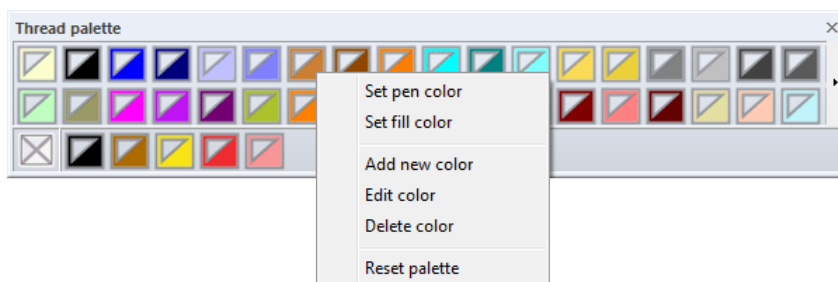 Thread palette
Set pen color
Set fill color
Add new color
Edit color
Delete color
Reset palette